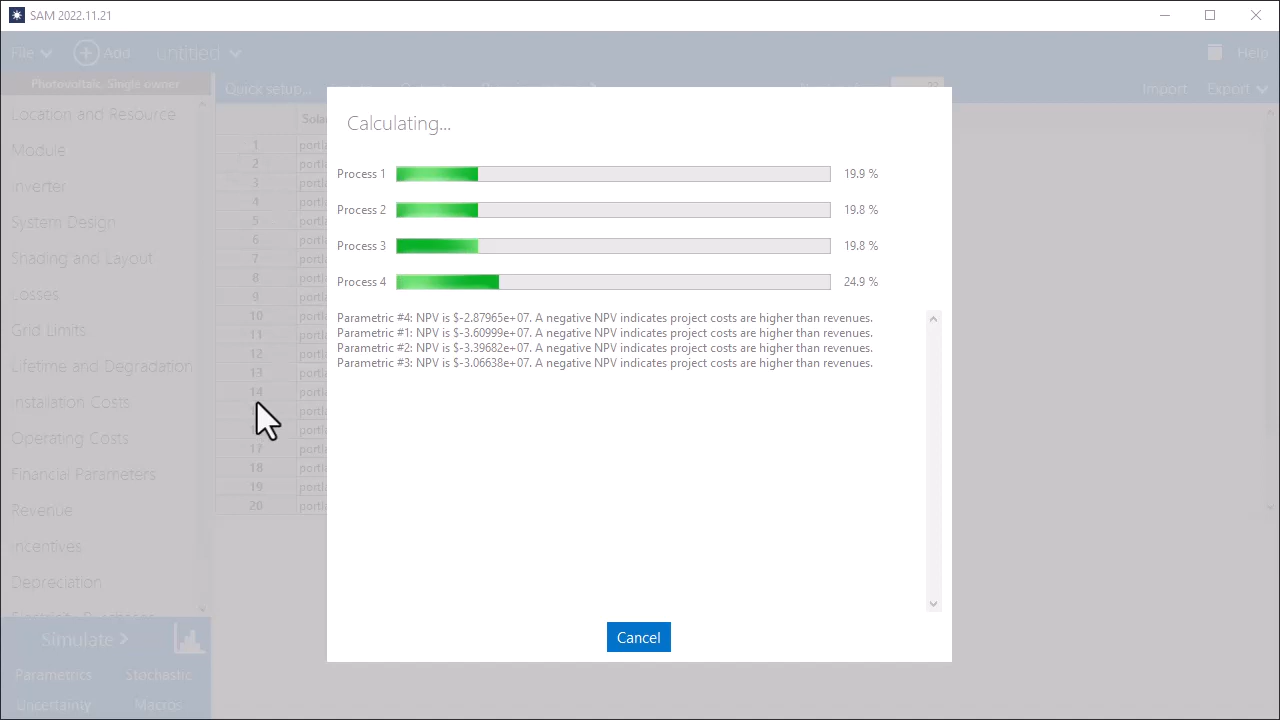 SAM 2022.11.21
File
Add
untitled
Help
Photovoltaic, Single owner
Quick setup...
Import
Export
Location and Resource
Module
Inverter
System Design
Shading and Layout
Losses
Grid Limits
Lifetime and Degradation
Installation Costs
Operating Costs
Financial Parameters
Revenue
Incentives
Depreciation
Electricity Purchases
Simulate >
Parametrics
Stochastic
Uncertainty
Macros
1
2
3
4
5
6
7
8
9
10
11
12
13
14
17
18
19
20
Calculating...
Process 1 19.9 %
Process 2 19.8 %
Process 3 19.8 %
Process 4 24.9 %
Parametric #4: NPV is $-2.87965e+07. A negative NPV indicates project costs are higher than revenues.
Parametric #1: NPV is $-3.60999e+07. A negative NPV indicates project costs are higher than revenues.
Parametric #2: NPV is $-3.39682e+07. A negative NPV indicates project costs are higher than revenues.
Parametric #3: NPV is $-3.06638e+07. A negative NPV indicates project costs are higher than revenues.
Cancel